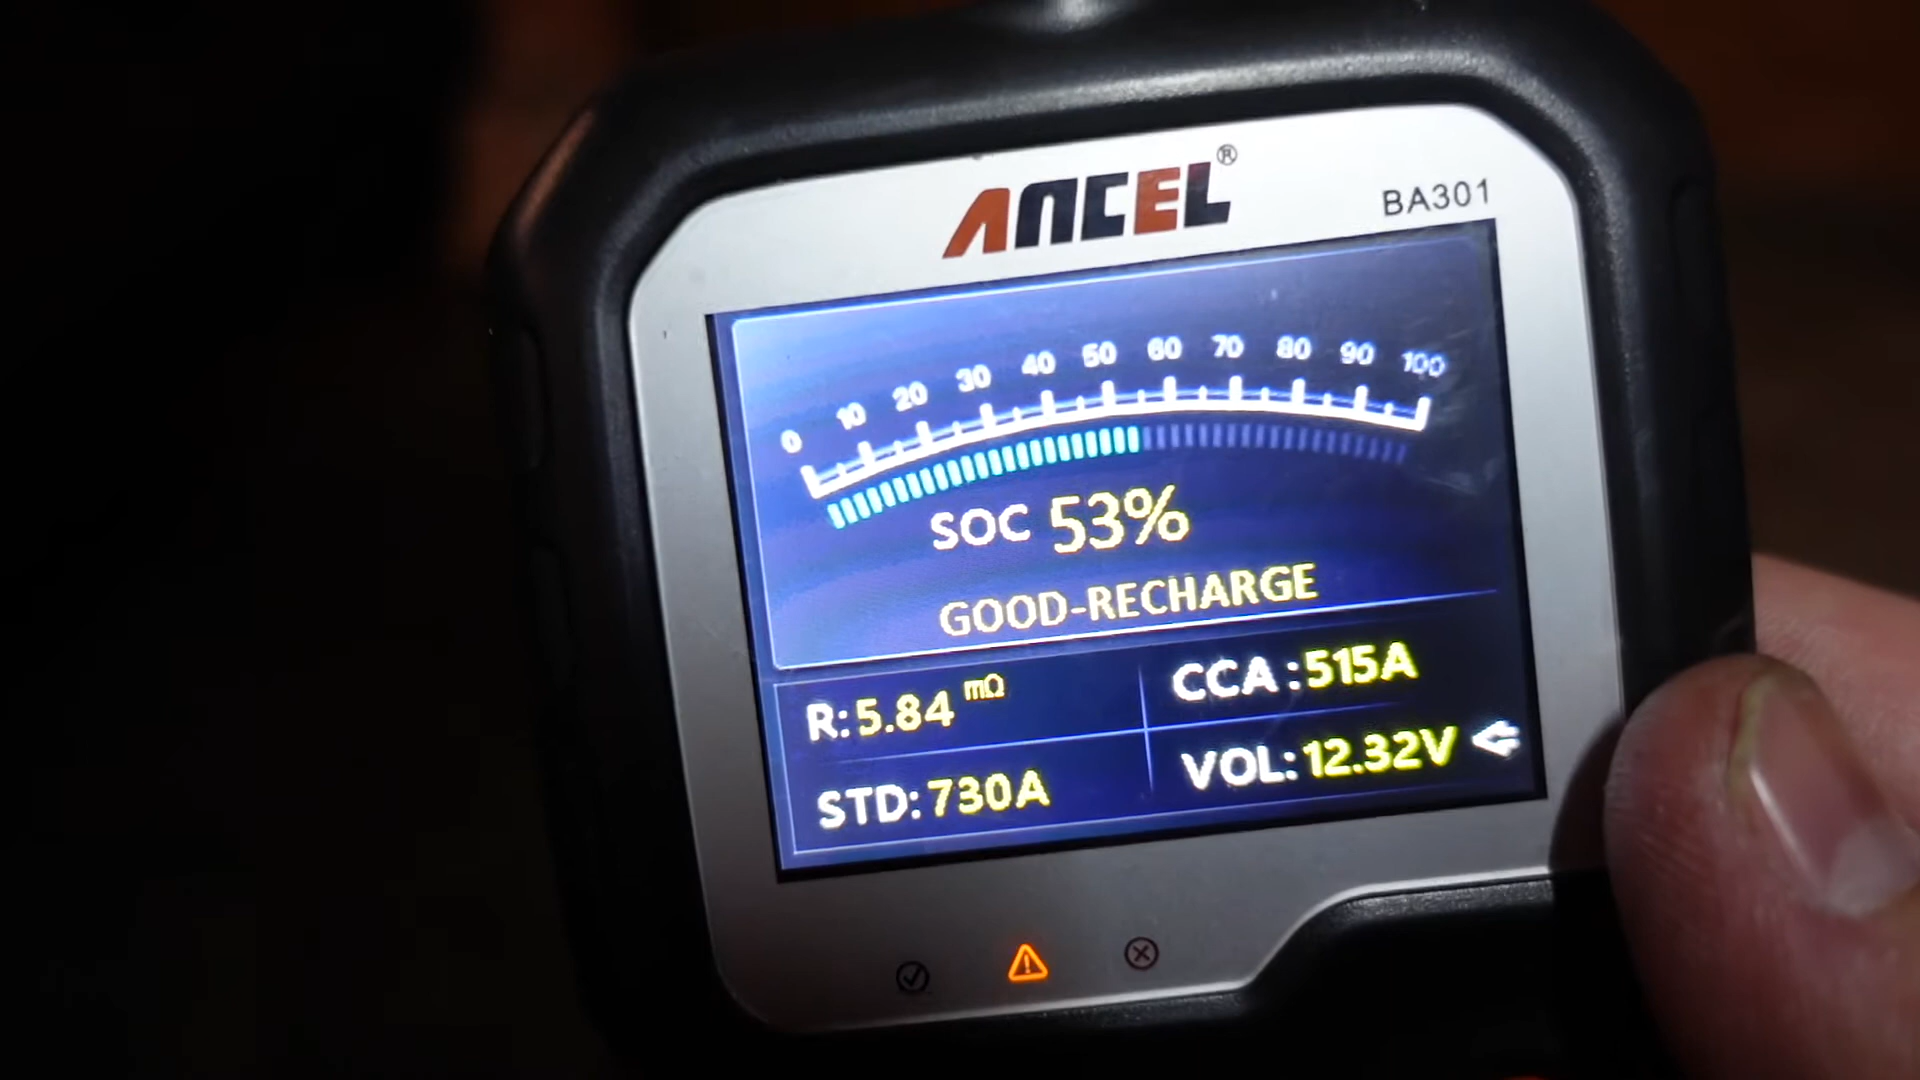 ANCEL®
BA301
0 10 20 30 40 50 60 70 80 90 100
SOC 53%
GOOD-RECHARGE
R:5.84 mΩ
CCA:515A
STD:730A
VOL:12.32V